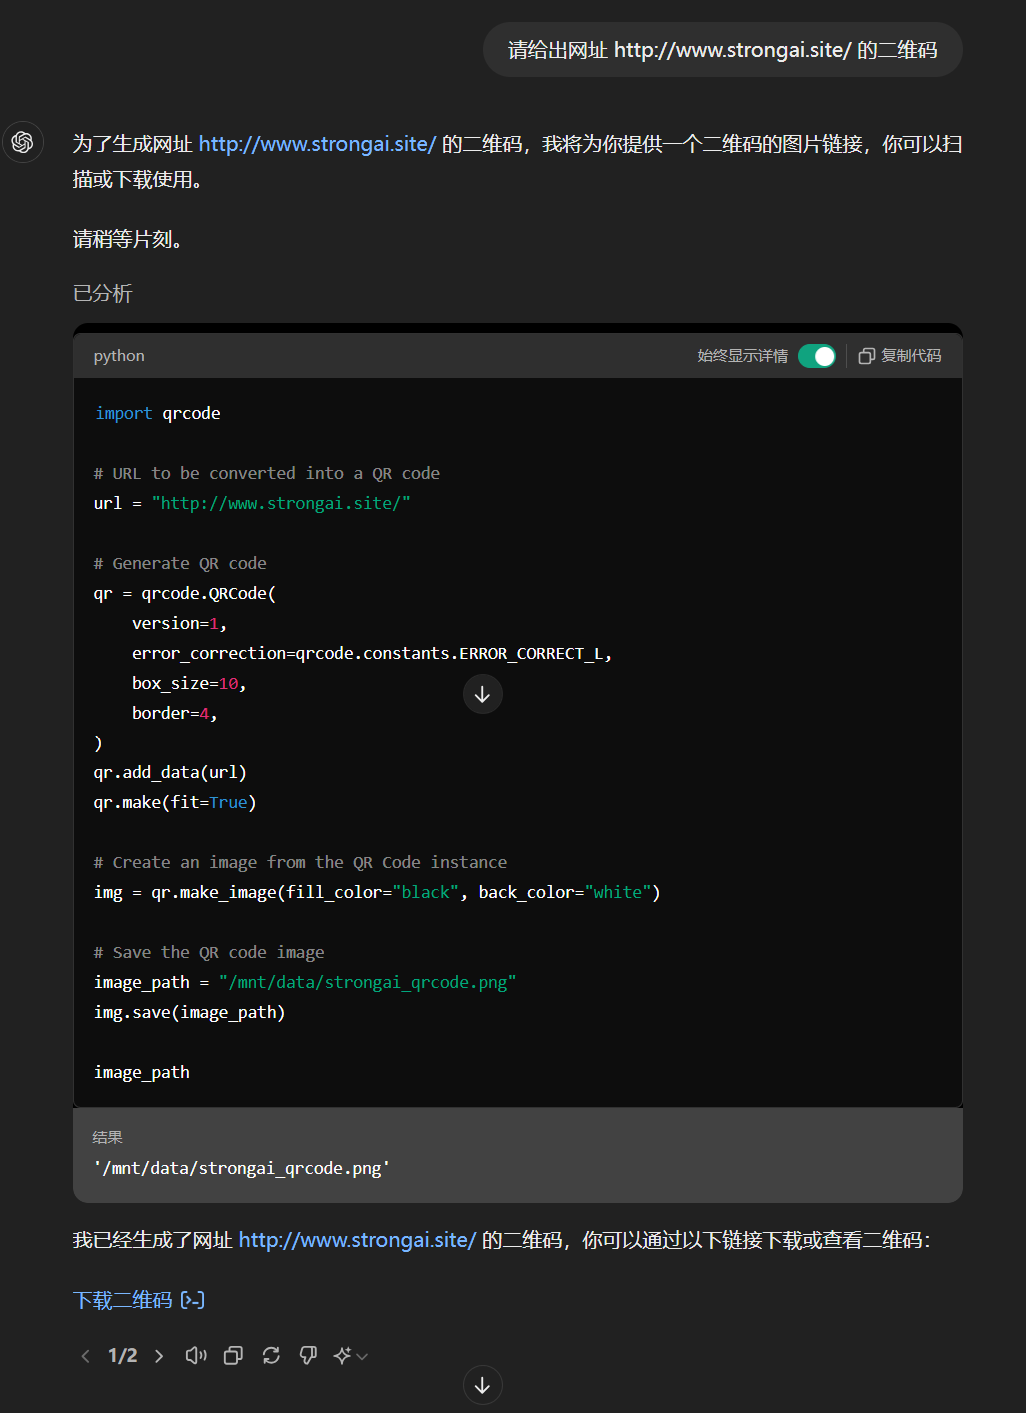 请给出网址 http://www.strongai.site/ 的二维码
为了生成网址 http://www.strongai.site/ 的二维码，我将为你提供一个二维码的图片链接，你可以扫
描或下载使用。
请稍等片刻。
已分析
python 始终显示详情 复制代码
import qrcode
# URL to be converted into a QR code
url = "http://www.strongai.site/"
# Generate QR code
qr = qrcode.QRCode(
    version=1,
    error_correction=qrcode.constants.ERROR_CORRECT_L,
    box_size=10,
    border=4,
)
qr.add_data(url)
qr.make(fit=True)
# Create an image from the QR Code instance
img = qr.make_image(fill_color="black", back_color="white")
# Save the QR code image
image_path = "/mnt/data/strongai_qrcode.png"
img.save(image_path)
image_path
结果
'/mnt/data/strongai_qrcode.png'
我已经生成了网址 http://www.strongai.site/ 的二维码，你可以通过以下链接下载或查看二维码：
下载二维码
1/2